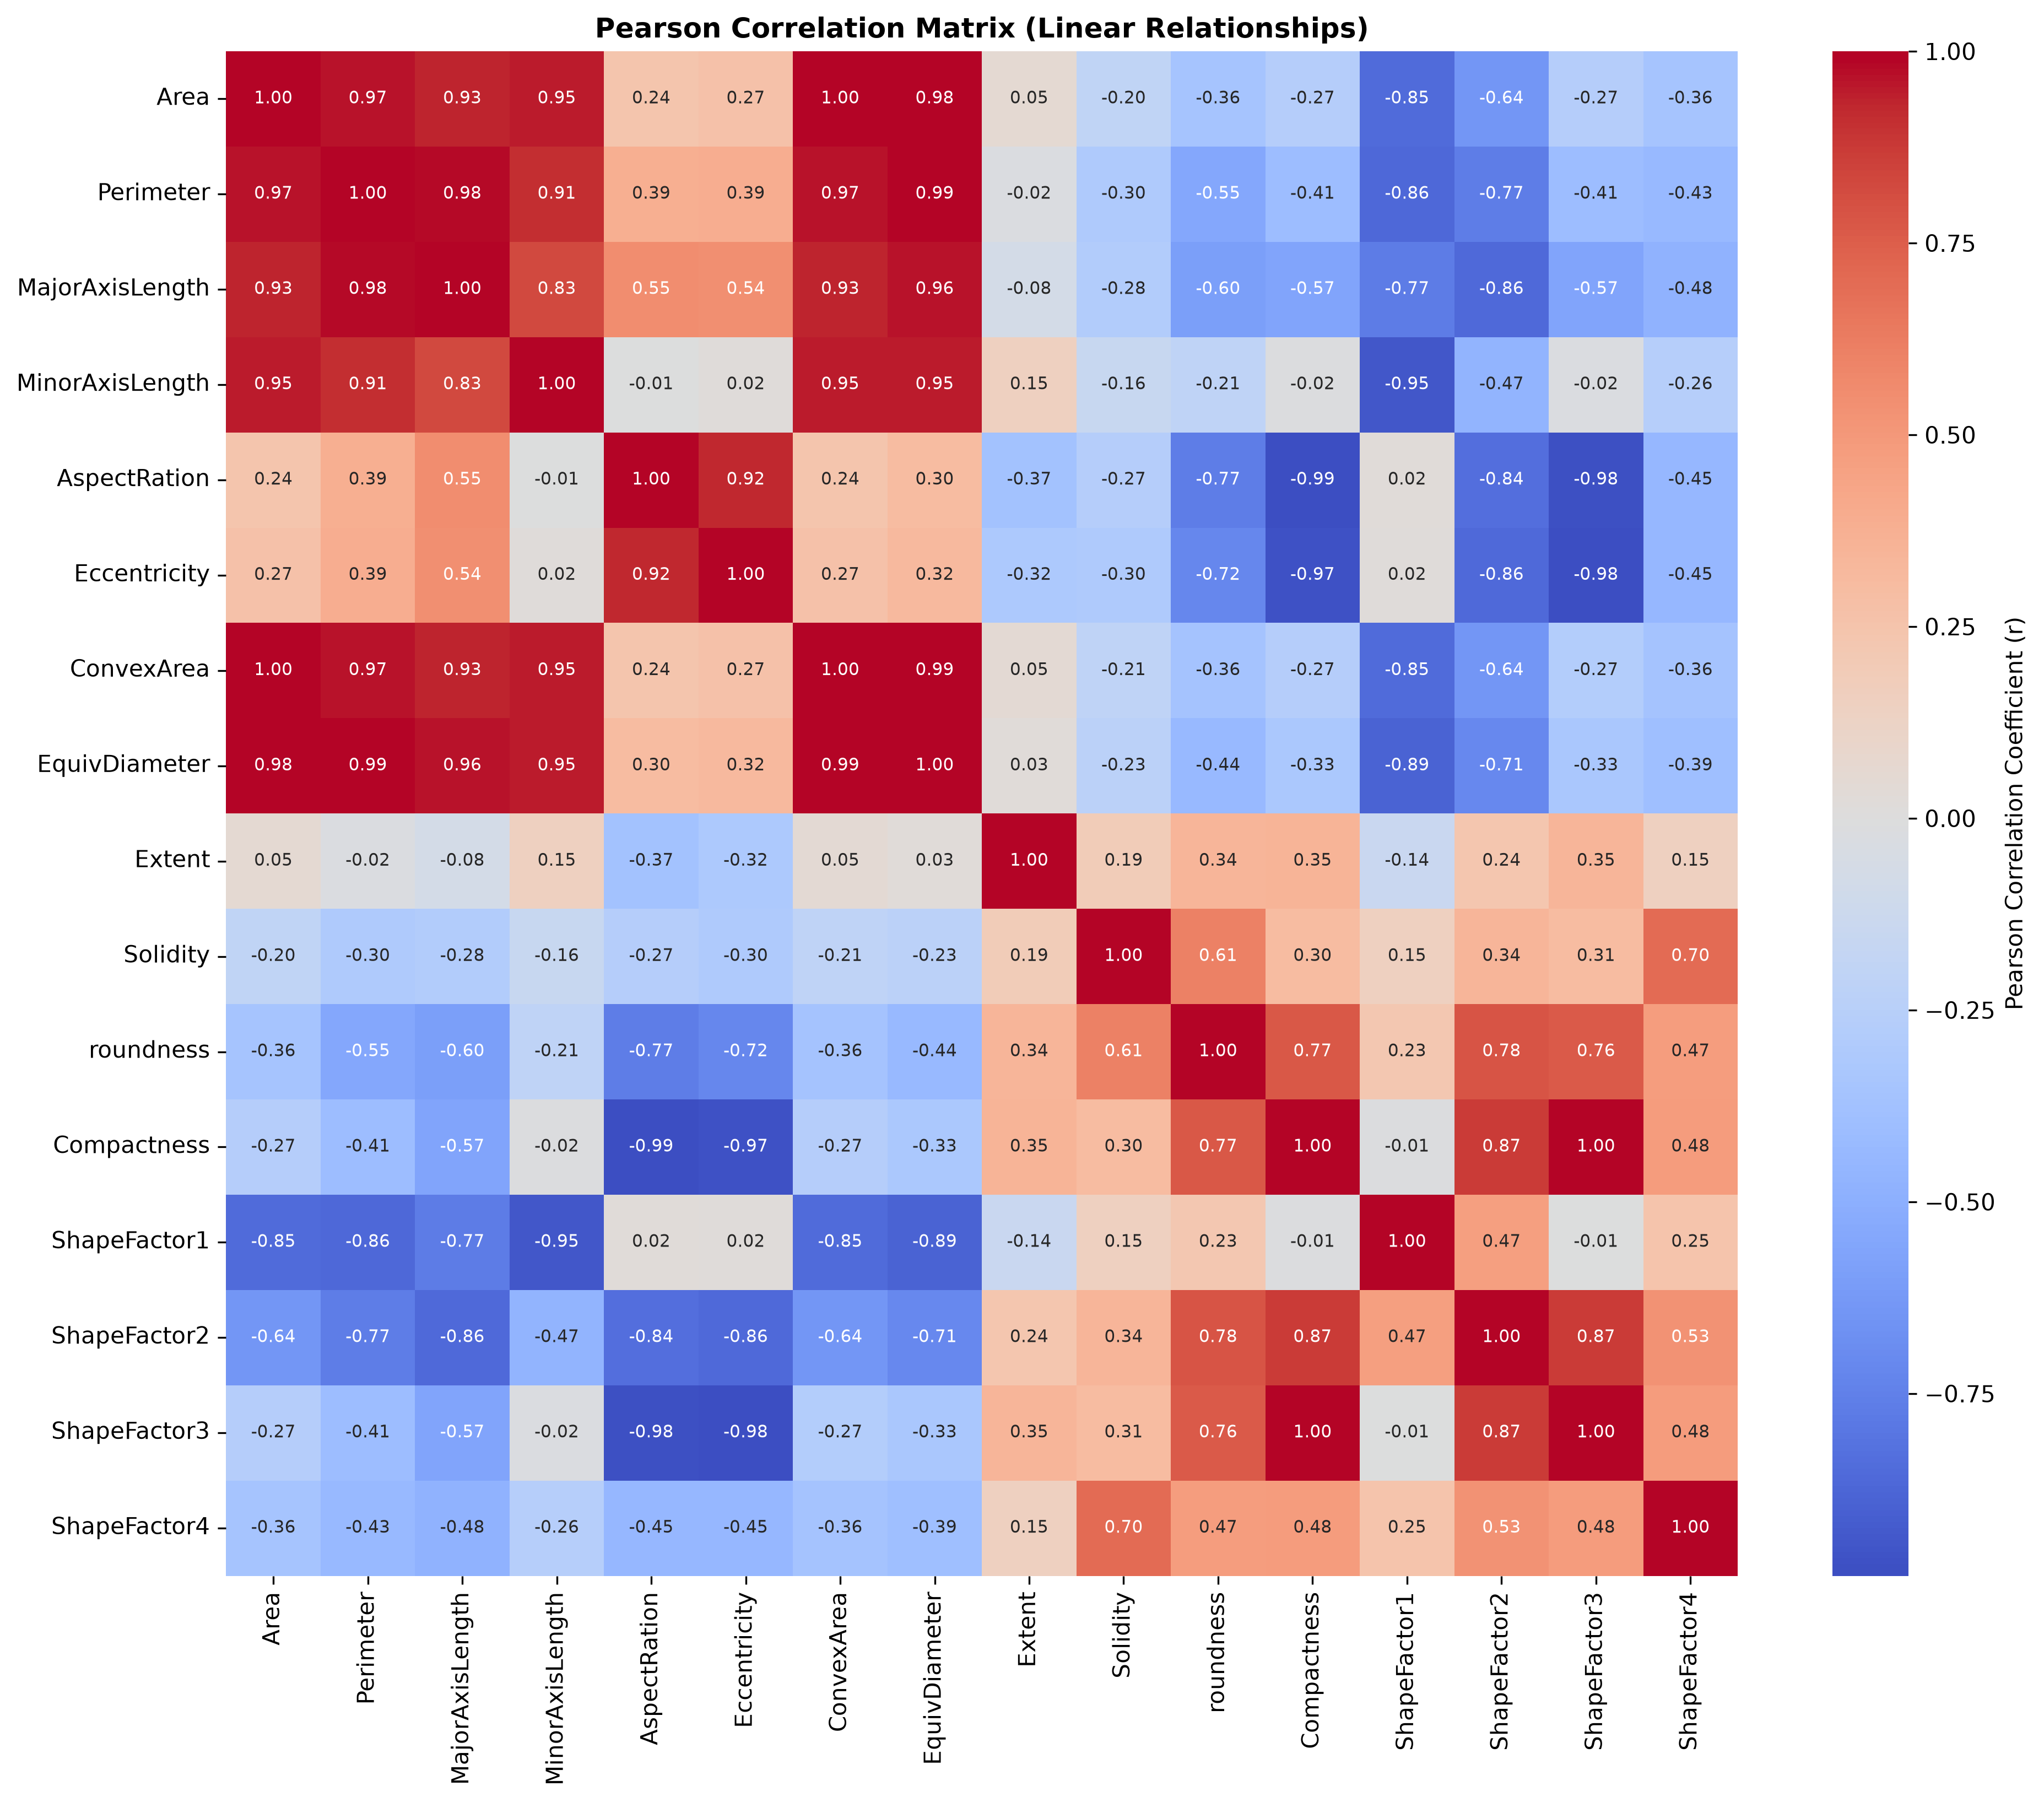 Pearson Correlation Matrix (Linear Relationships)
Area 1.00 0.97 0.93 0.95 0.24 0.27 1.00 0.98 0.05 -0.20 -0.36 -0.27 -0.85 -0.64 -0.27 -0.36
Perimeter 0.97 1.00 0.98 0.91 0.39 0.39 0.97 0.99 -0.02 -0.30 -0.55 -0.41 -0.86 -0.77 -0.41 -0.43
MajorAxisLength 0.93 0.98 1.00 0.83 0.55 0.54 0.93 0.96 -0.08 -0.28 -0.60 -0.57 -0.77 -0.86 -0.57 -0.48
MinorAxisLength 0.95 0.91 0.83 1.00 -0.01 0.02 0.95 0.95 0.15 -0.16 -0.21 -0.02 -0.95 -0.47 -0.02 -0.26
AspectRation 0.24 0.39 0.55 -0.01 1.00 0.92 0.24 0.30 -0.37 -0.27 -0.77 -0.99 0.02 -0.84 -0.98 -0.45
Eccentricity 0.27 0.39 0.54 0.02 0.92 1.00 0.27 0.32 -0.32 -0.30 -0.72 -0.97 0.02 -0.86 -0.98 -0.45
ConvexArea 1.00 0.97 0.93 0.95 0.24 0.27 1.00 0.99 0.05 -0.21 -0.36 -0.27 -0.85 -0.64 -0.27 -0.36
EquivDiameter 0.98 0.99 0.96 0.95 0.30 0.32 0.99 1.00 0.03 -0.23 -0.44 -0.33 -0.89 -0.71 -0.33 -0.39
Extent 0.05 -0.02 -0.08 0.15 -0.37 -0.32 0.05 0.03 1.00 0.19 0.34 0.35 -0.14 0.24 0.35 0.15
Solidity -0.20 -0.30 -0.28 -0.16 -0.27 -0.30 -0.21 -0.23 0.19 1.00 0.61 0.30 0.15 0.34 0.31 0.70
roundness -0.36 -0.55 -0.60 -0.21 -0.77 -0.72 -0.36 -0.44 0.34 0.61 1.00 0.77 0.23 0.78 0.76 0.47
Compactness -0.27 -0.41 -0.57 -0.02 -0.99 -0.97 -0.27 -0.33 0.35 0.30 0.77 1.00 -0.01 0.87 1.00 0.48
ShapeFactor1 -0.85 -0.86 -0.77 -0.95 0.02 0.02 -0.85 -0.89 -0.14 0.15 0.23 -0.01 1.00 0.47 -0.01 0.25
ShapeFactor2 -0.64 -0.77 -0.86 -0.47 -0.84 -0.86 -0.64 -0.71 0.24 0.34 0.78 0.87 0.47 1.00 0.87 0.53
ShapeFactor3 -0.27 -0.41 -0.57 -0.02 -0.98 -0.98 -0.27 -0.33 0.35 0.31 0.76 1.00 -0.01 0.87 1.00 0.48
ShapeFactor4 -0.36 -0.43 -0.48 -0.26 -0.45 -0.45 -0.36 -0.39 0.15 0.70 0.47 0.48 0.25 0.53 0.48 1.00
Area
Perimeter
MajorAxisLength
MinorAxisLength
AspectRation
Eccentricity
ConvexArea
EquivDiameter
Extent
Solidity
roundness
Compactness
ShapeFactor1
ShapeFactor2
ShapeFactor3
ShapeFactor4
1.00
0.75
0.50
0.25
0.00
−0.25
−0.50
−0.75
Pearson Correlation Coefficient (r)